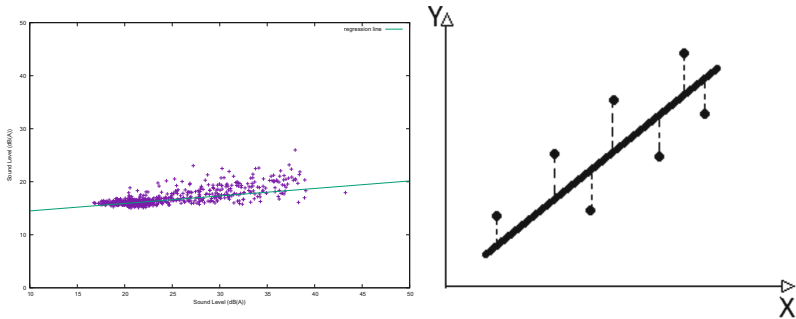 regression line
50
40
30
20
10
0
10 15 20 25 30 35 40 45 50
Sound Level (dB(A))
Sound Level (dB(A))
Y
X